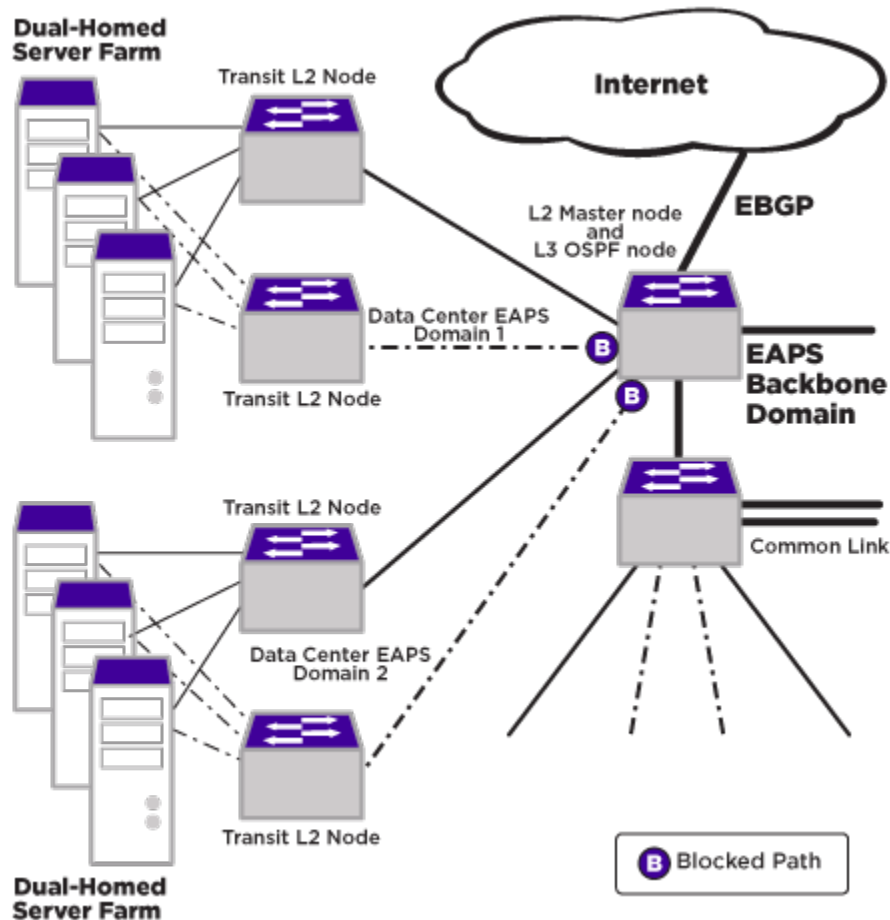 Dual-Homed
Server Farm
Transit L2 Node
Internet
L2 Master node
and
L3 OSPF node
EBGP
Data Center EAPS
Domain 1
B
B
EAPS
Backbone
Domain
Transit L2 Node
Transit L2 Node
Common Link
Data Center EAPS
Domain 2
Transit L2 Node
B Blocked Path
Dual-Homed
Server Farm